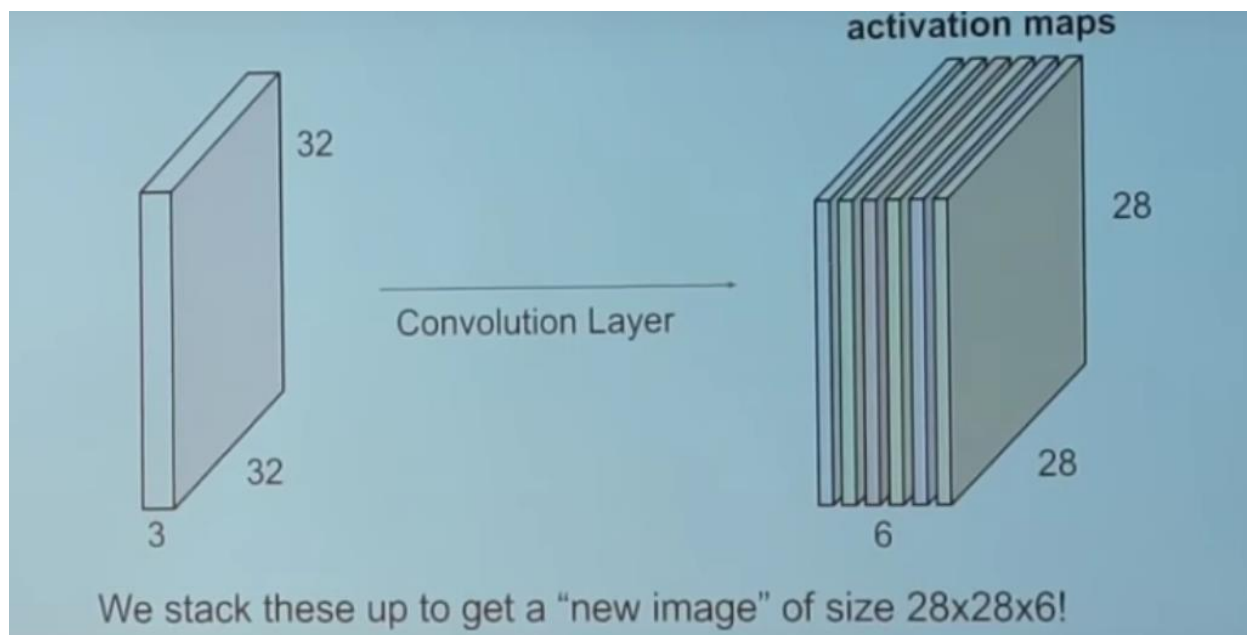 activation maps
32
28
Convolution Layer
32
28
3
6
We stack these up to get a “new image” of size 28x28x6!